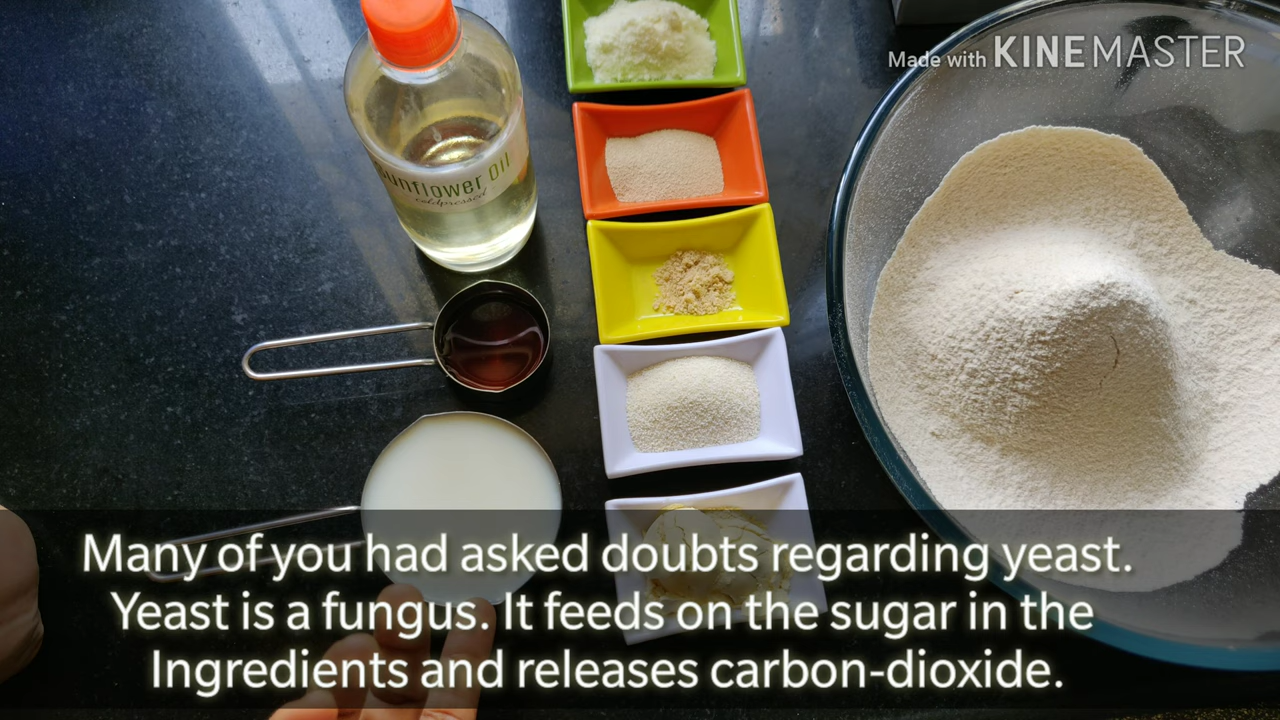 Made with KINEMASTER
Sunflower Oil
coldpressed
Many of you had asked doubts regarding yeast.
Yeast is a fungus. It feeds on the sugar in the
Ingredients and releases carbon-dioxide.